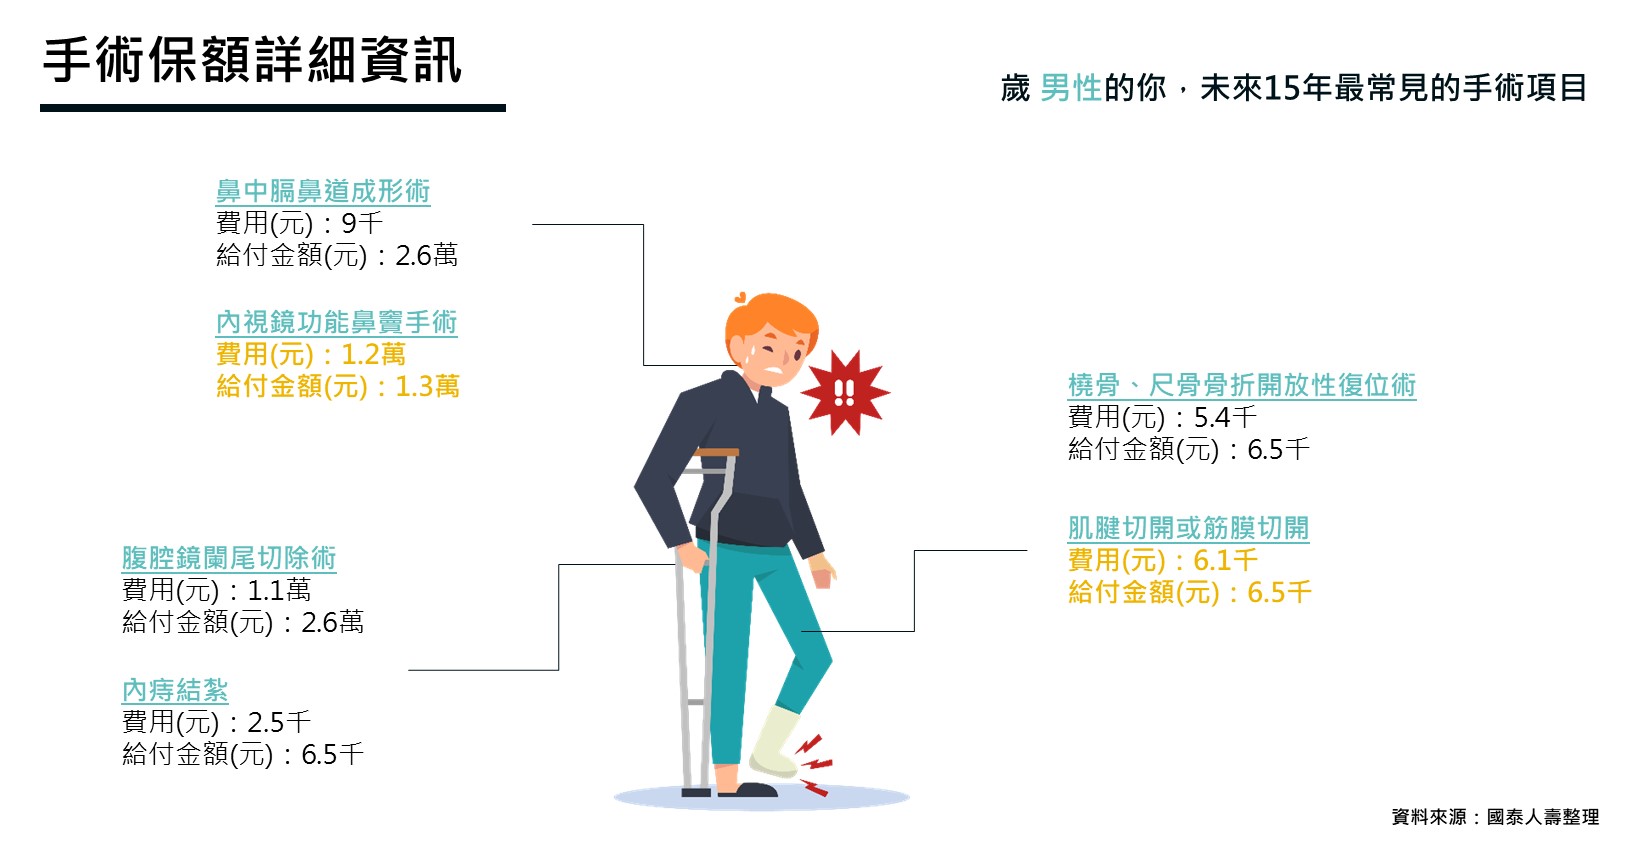 手術保額詳細資訊
歲 男性的你，未來15年最常見的手術項目
鼻中膈鼻道成形術
費用(元)：9千
給付金額(元)：2.6萬
內視鏡功能鼻竇手術
費用(元)：1.2萬
給付金額(元)：1.3萬
腹腔鏡闌尾切除術
費用(元)：1.1萬
給付金額(元)：2.6萬
內痔結紮
費用(元)：2.5千
給付金額(元)：6.5千
橈骨、尺骨骨折開放性復位術
費用(元)：5.4千
給付金額(元)：6.5千
肌腱切開或筋膜切開
費用(元)：6.1千
給付金額(元)：6.5千
!!
資料來源：國泰人壽整理